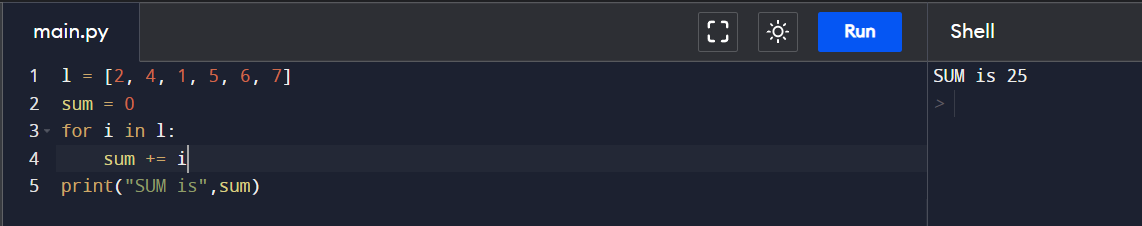 main.py Run Shell
1 l = [2, 4, 1, 5, 6, 7]
2 sum = 0
3 for i in l:
4 sum += i
5 print("SUM is",sum)
SUM is 25
>